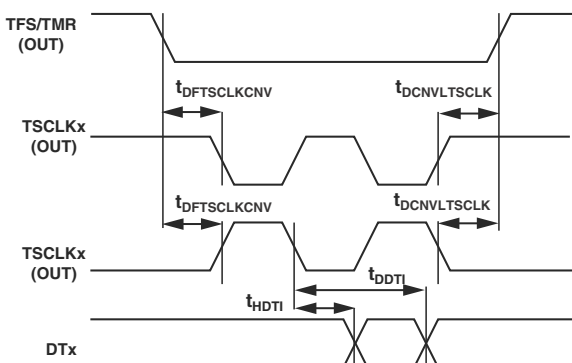 TFS/TMR
(OUT)
tDFTSCLKCNV
tDCNVLTSCLK
TSCLKx
(OUT)
tDFTSCLKCNV
tDCNVLTSCLK
TSCLKx
(OUT)
tDDTI
tHDTI
DTx